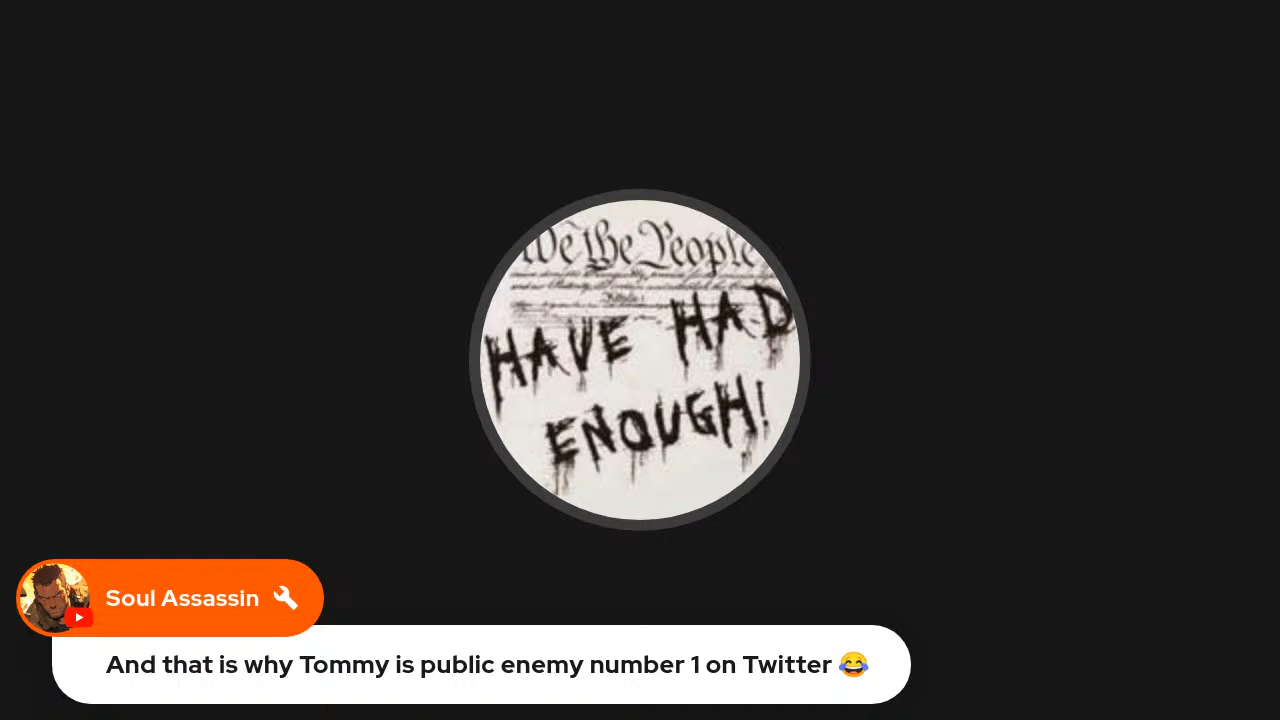 We the People
HAVE HAD
ENOUGH!
Soul Assassin
And that is why Tommy is public enemy number 1 on Twitter 😂